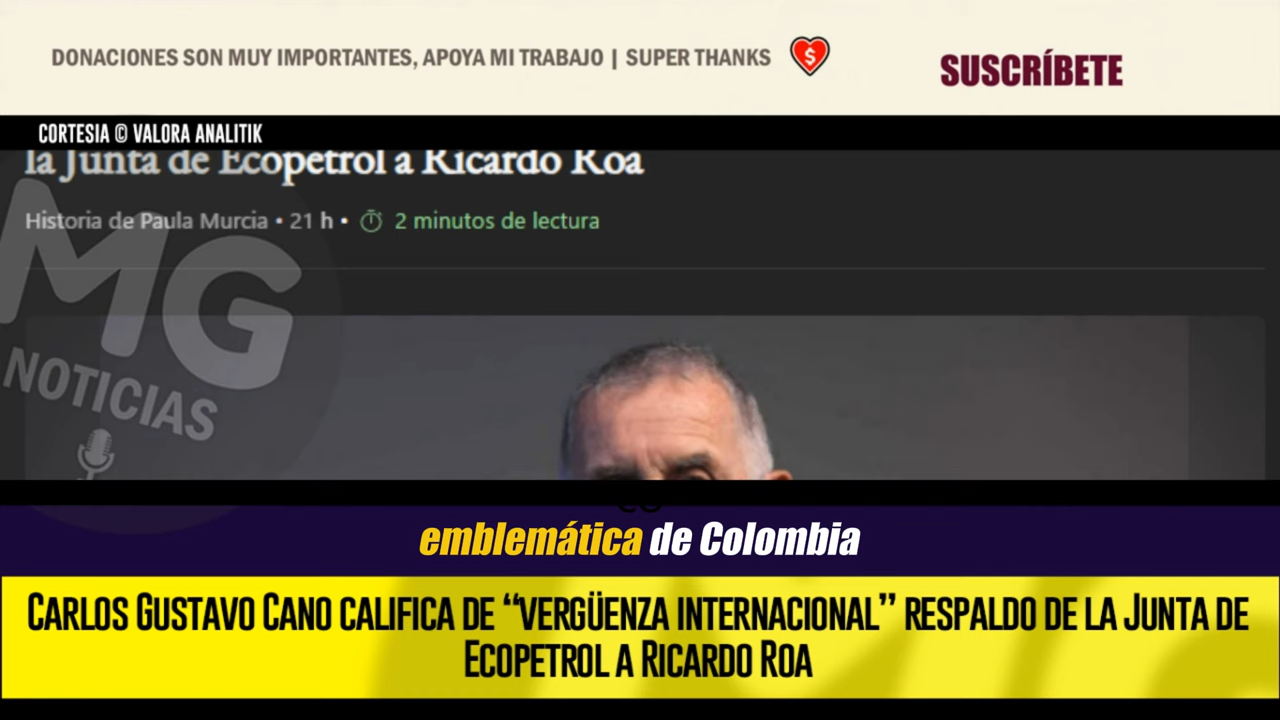 DONACIONES SON MUY IMPORTANTES, APOYA MI TRABAJO | SUPER THANKS
SUSCRÍBETE
CORTESIA © VALORA ANALITIK
la Junta de Ecopetrol a Ricardo Roa
Historia de Paula Murcia • 21 h • 2 minutos de lectura
MG
NOTICIAS
emblemática de Colombia
CARLOS GUSTAVO CANO CALIFICA DE “VERGÜENZA INTERNACIONAL” RESPALDO DE LA JUNTA DE
ECOPETROL A RICARDO ROA